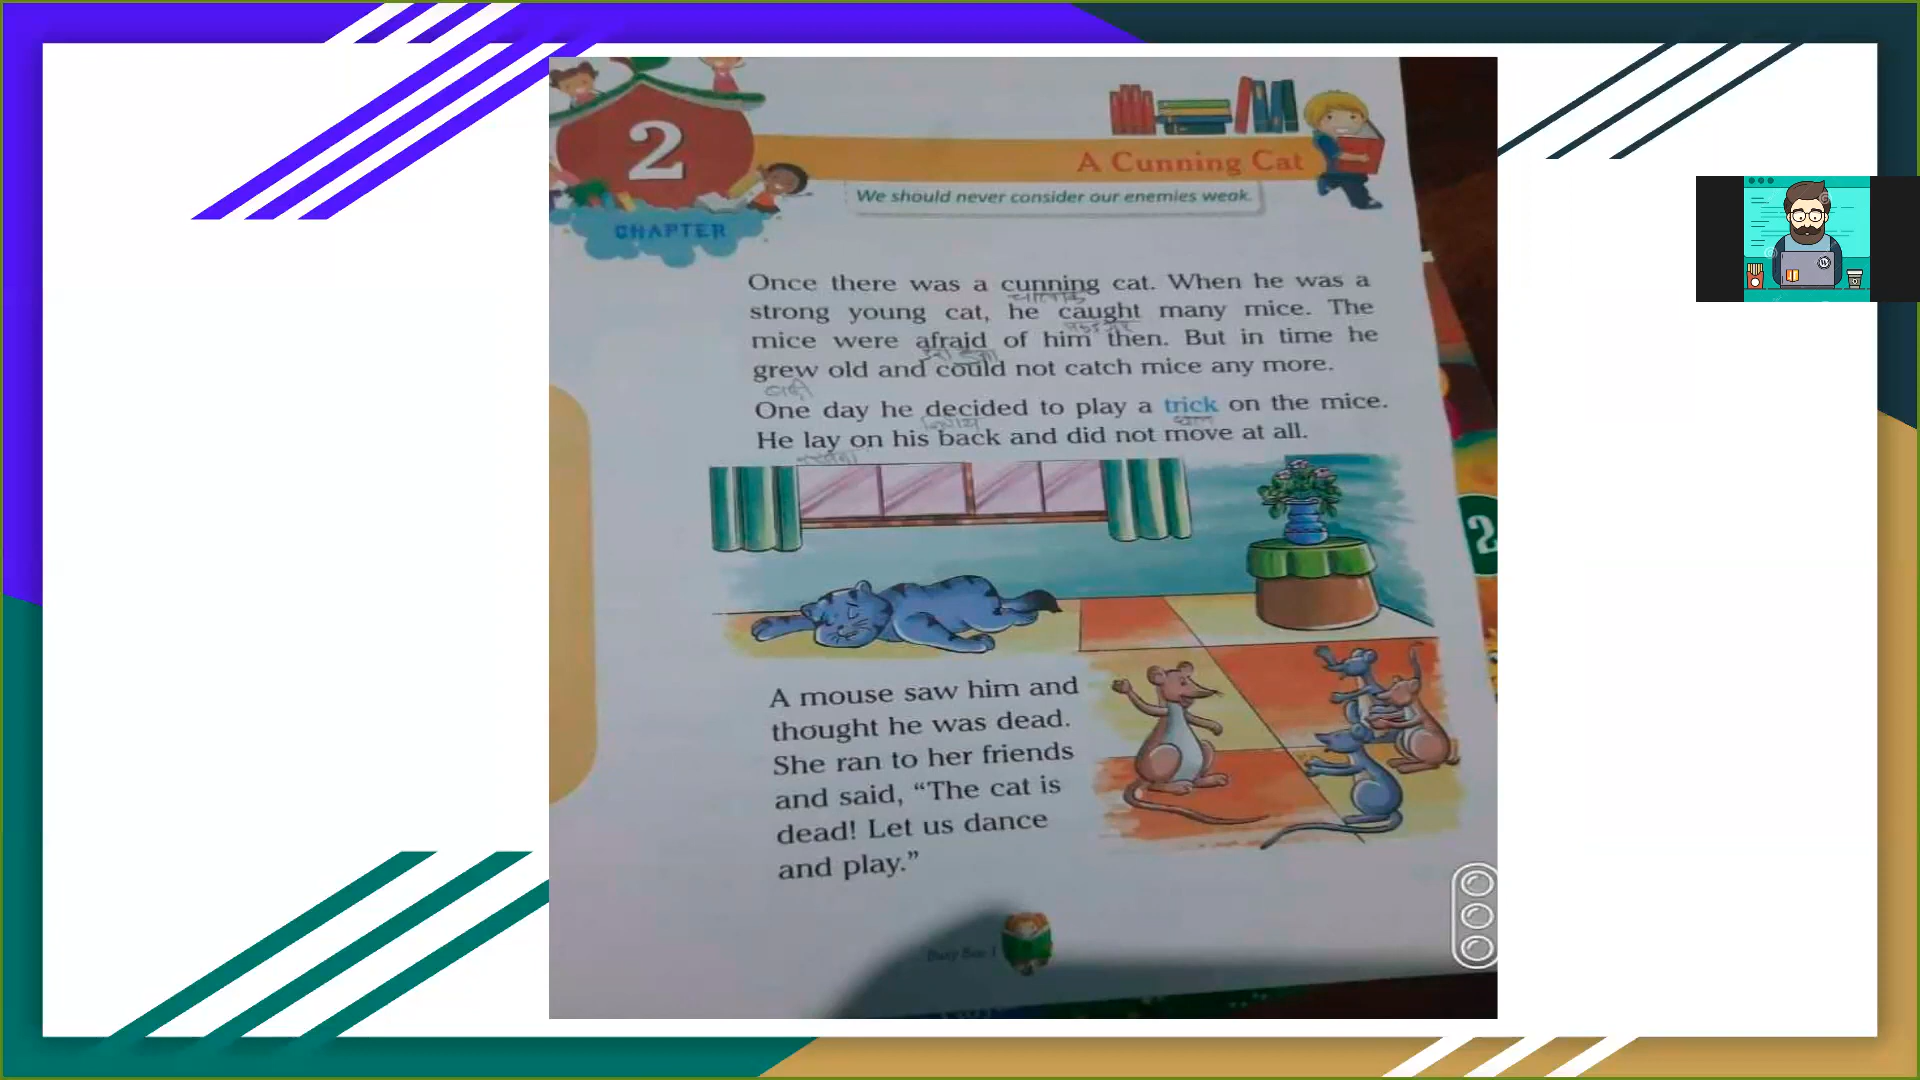 2
CHAPTER
A Cunning Cat
We should never consider our enemies weak.
Once there was a cunning cat. When he was a
चालाक
strong young cat, he caught many mice. The
mice were afraid of him then. But in time he
grew old and could not catch mice any more.
One day he decided to play a trick on the mice.
He lay on his back and did not move at all.
2
A mouse saw him and
thought he was dead.
She ran to her friends
and said, “The cat is
dead! Let us dance
and play.”
Busy Bee 1